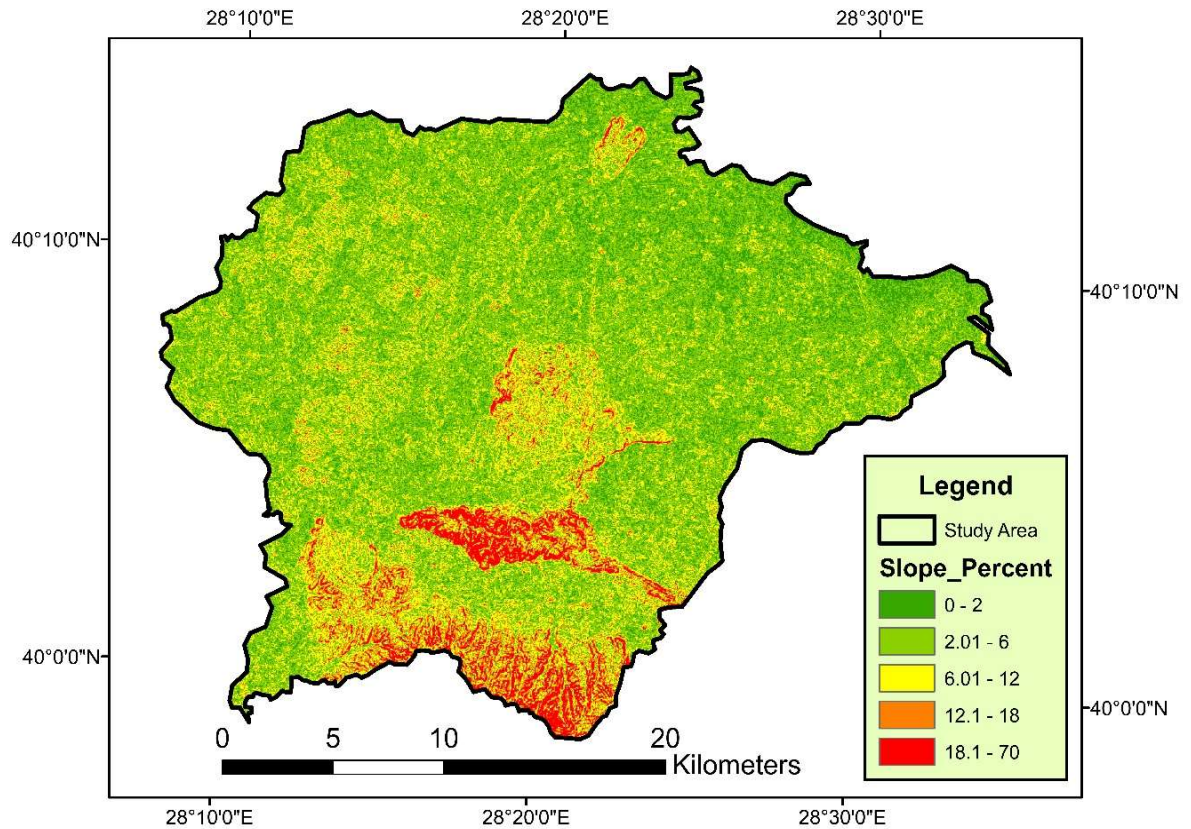 28°10'0"E 28°20'0"E 28°30'0"E
40°10'0"N
40°10'0"N
Legend
Study Area
Slope_Percent
0 - 2
2.01 - 6
6.01 - 12
12.1 - 18
18.1 - 70
40°0'0"N
40°0'0"N
0 5 10 20
Kilometers
28°10'0"E 28°20'0"E 28°30'0"E